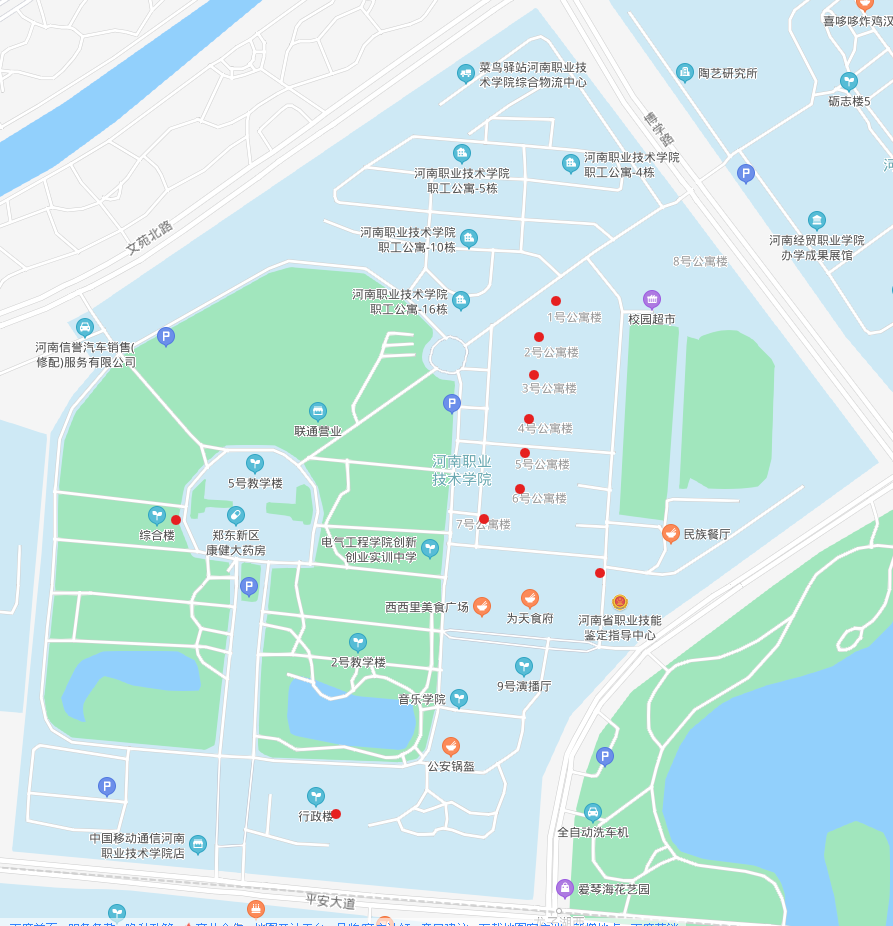 喜哆哆炸鸡汉
菜鸟驿站河南职业技
术学院综合物流中心
陶艺研究所
砺志楼5
博学路
河南职业技术学院
职工公寓-4栋
河南职业技术学院
职工公寓-5栋
P
河
文苑北路
河南职业技术学院
职工公寓-10栋
河南经贸职业学院
办学成果展馆
8号公寓楼
河南职业技术学院
职工公寓-16栋
1号公寓楼
校园超市
P
河南信誉汽车销售(
修配)服务有限公司
2号公寓楼
3号公寓楼
P
联通营业
4号公寓楼
河南职业
技术学院
5号公寓楼
5号教学楼
6号公寓楼
7号公寓楼
综合楼
郑东新区
康健大药房
民族餐厅
电气工程学院创新
创业实训中学
P
西西里美食广场
为天食府
河南省职业技能
鉴定指导中心
2号教学楼
9号演播厅
音乐学院
公安锅盔
P
P
行政楼
全自动洗车机
中国移动通信河南
职业技术学院店
爱琴海花艺园
平安大道